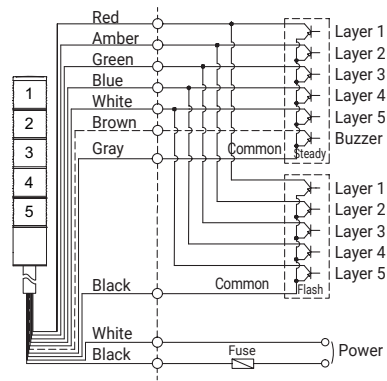 Red
Layer 1
Amber
Layer 2
Green
Layer 3
Blue
Layer 4
White
Layer 5
Brown
Buzzer
Gray
Common
Steady
1
2
3
4
5
Layer 1
Layer 2
Layer 3
Layer 4
Layer 5
Black
Common
Flash
White
Fuse
Power
Black